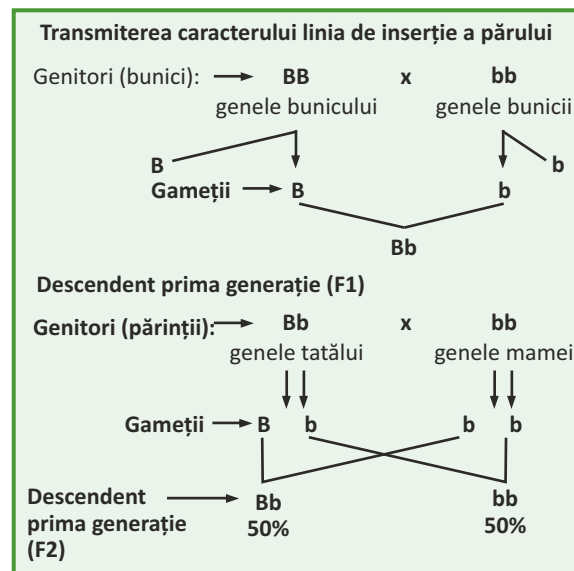 Transmiterea caracterului linia de inserție a părului
Genitori (bunici): BB x bb
genele bunicului genele bunicii
B b
Gameții B b
Bb
Descendent prima generație (F1)
Genitori (părinții): Bb x bb
genele tatălui genele mamei
Gameții B b b b
Descendent Bb bb
prima generație 50% 50%
(F2)